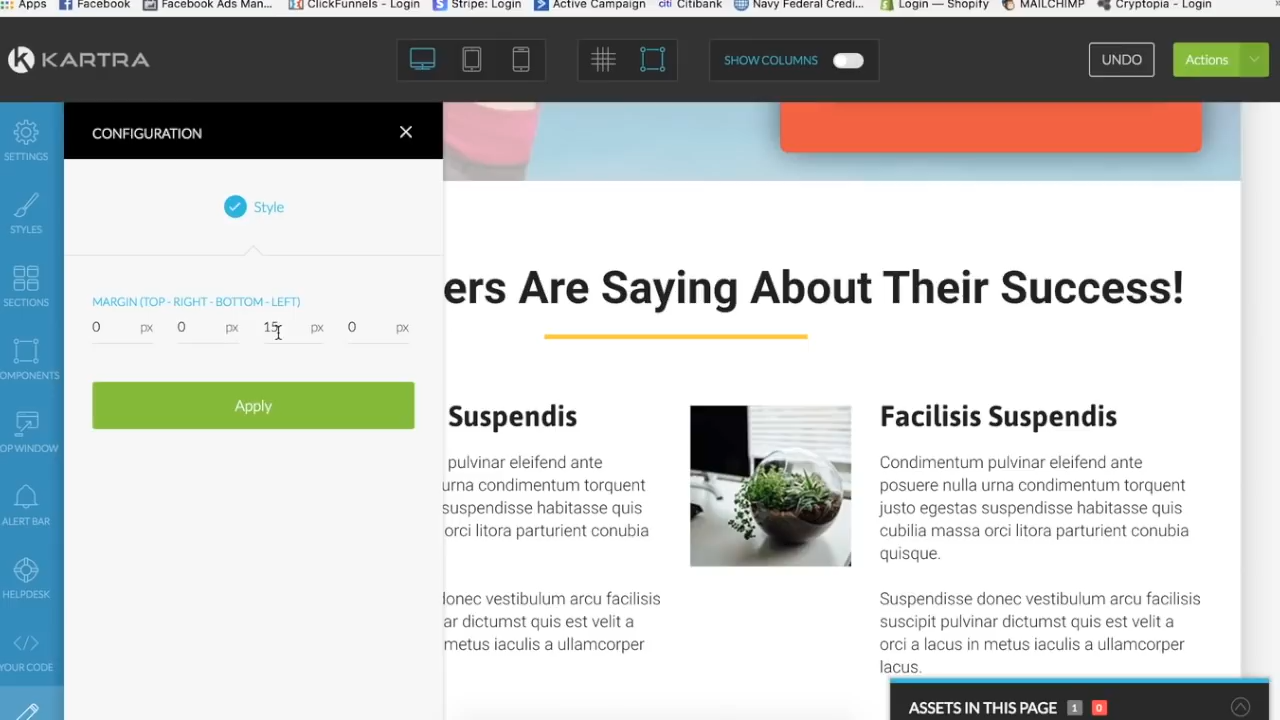 Apps Facebook Facebook Ads Man... ClickFunnels - Login Stripe: Login Active Campaign citi Citibank Navy Federal Credi... Login — Shopify MAILCHIMP Cryptopia - Login
KARTRA
SHOW COLUMNS
UNDO
Actions
SETTINGS
STYLES
SECTIONS
OMPONENTS
OP WINDOW
ALERT BAR
HELPDESK
YOUR CODE
CONFIGURATION
Style
MARGIN (TOP - RIGHT - BOTTOM - LEFT)
0 px 0 px 15 px 0 px
Apply
ers Are Saying About Their Success!
Suspendis
pulvinar eleifend ante
urna condimentum torquent
suspendisse habitasse quis
orci litora parturient conubia
donec vestibulum arcu facilisis
ar dictumst quis est velit a
metus iaculis a ullamcorper
Facilisis Suspendis
Condimentum pulvinar eleifend ante
posuere nulla urna condimentum torquent
justo egestas suspendisse habitasse quis
cubilia massa orci litora parturient conubia
quisque.
Suspendisse donec vestibulum arcu facilisis
suscipit pulvinar dictumst quis est velit a
orci a lacus in metus iaculis a ullamcorper
lacus.
ASSETS IN THIS PAGE 1 0